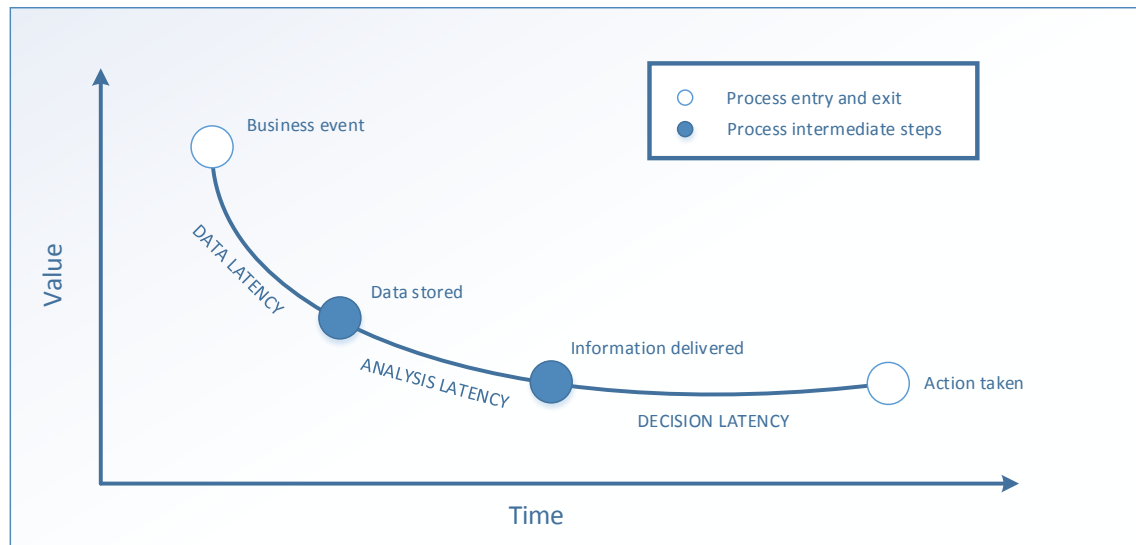 Process entry and exit
Process intermediate steps
Business event
DATA LATENCY
Data stored
ANALYSIS LATENCY
Information delivered
DECISION LATENCY
Action taken
Value
Time